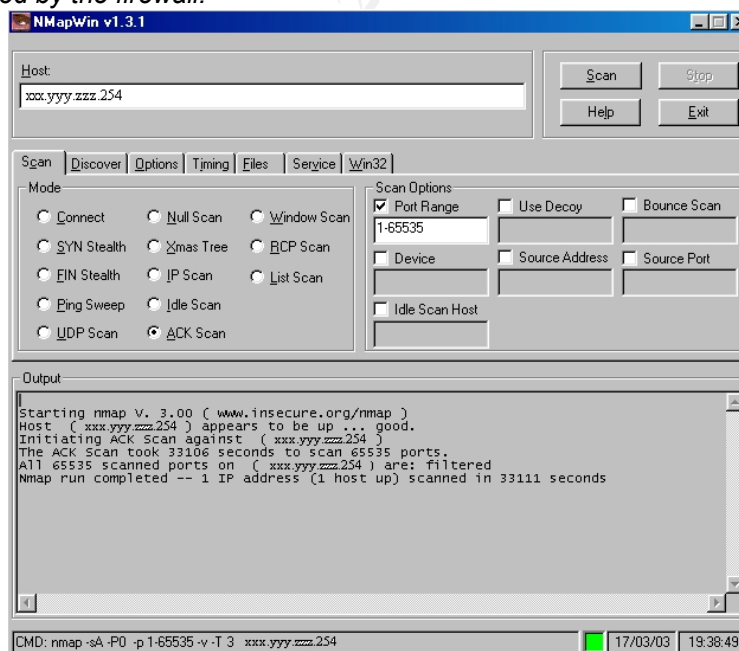 ed by the firewall.
NMapWin v1.3.1
Host:
xxx.yyy.zzz.254
Scan Stop
Help Exit
Scan Discover Options Timing Files Service Win32
Mode
Connect Null Scan Window Scan
SYN Stealth Xmas Tree RCP Scan
FIN Stealth IP Scan List Scan
Ping Sweep Idle Scan
UDP Scan ACK Scan
Scan Options
Port Range Use Decoy Bounce Scan
1-65535
Device Source Address Source Port
Idle Scan Host
Output
Starting nmap V. 3.00 ( www.insecure.org/nmap )
Host ( xxx.yyy.zzz.254 ) appears to be up ... good.
Initiating ACK Scan against ( xxx.yyy.zzz.254 )
The ACK Scan took 33106 seconds to scan 65535 ports.
All 65535 scanned ports on ( xxx.yyy.zzz.254 ) are: filtered
Nmap run completed -- 1 IP address (1 host up) scanned in 33111 seconds
CMD: nmap -sA -P0 -p 1-65535 -v -T 3 xxx.yyy.zzz.254 17/03/03 19:38:49